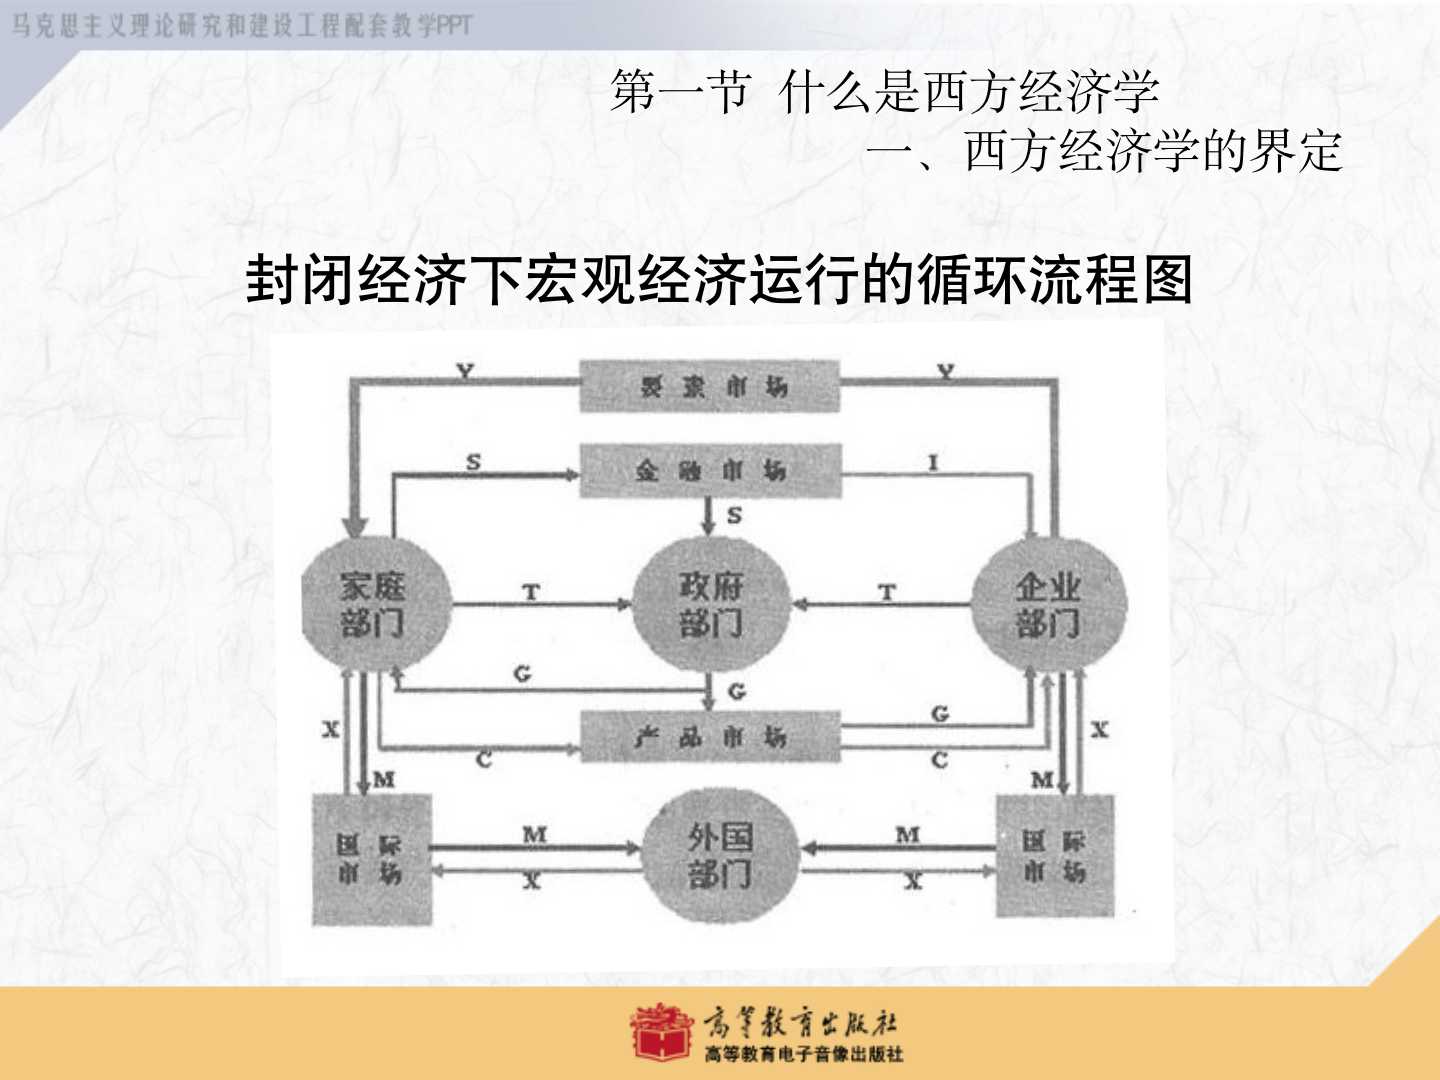 马克思主义理论研究和建设工程配套教学PPT
第一节 什么是西方经济学
一、西方经济学的界定
封闭经济下宏观经济运行的循环流程图
Y
要素市场
Y
S
金融市场
I
S
家庭
部门
T
政府
部门
T
企业
部门
G
G
产品市场
G
C
C
X
M
M
X
国际
市场
M
X
外国
部门
M
X
国际
市场
高等教育出版社
高等教育电子音像出版社